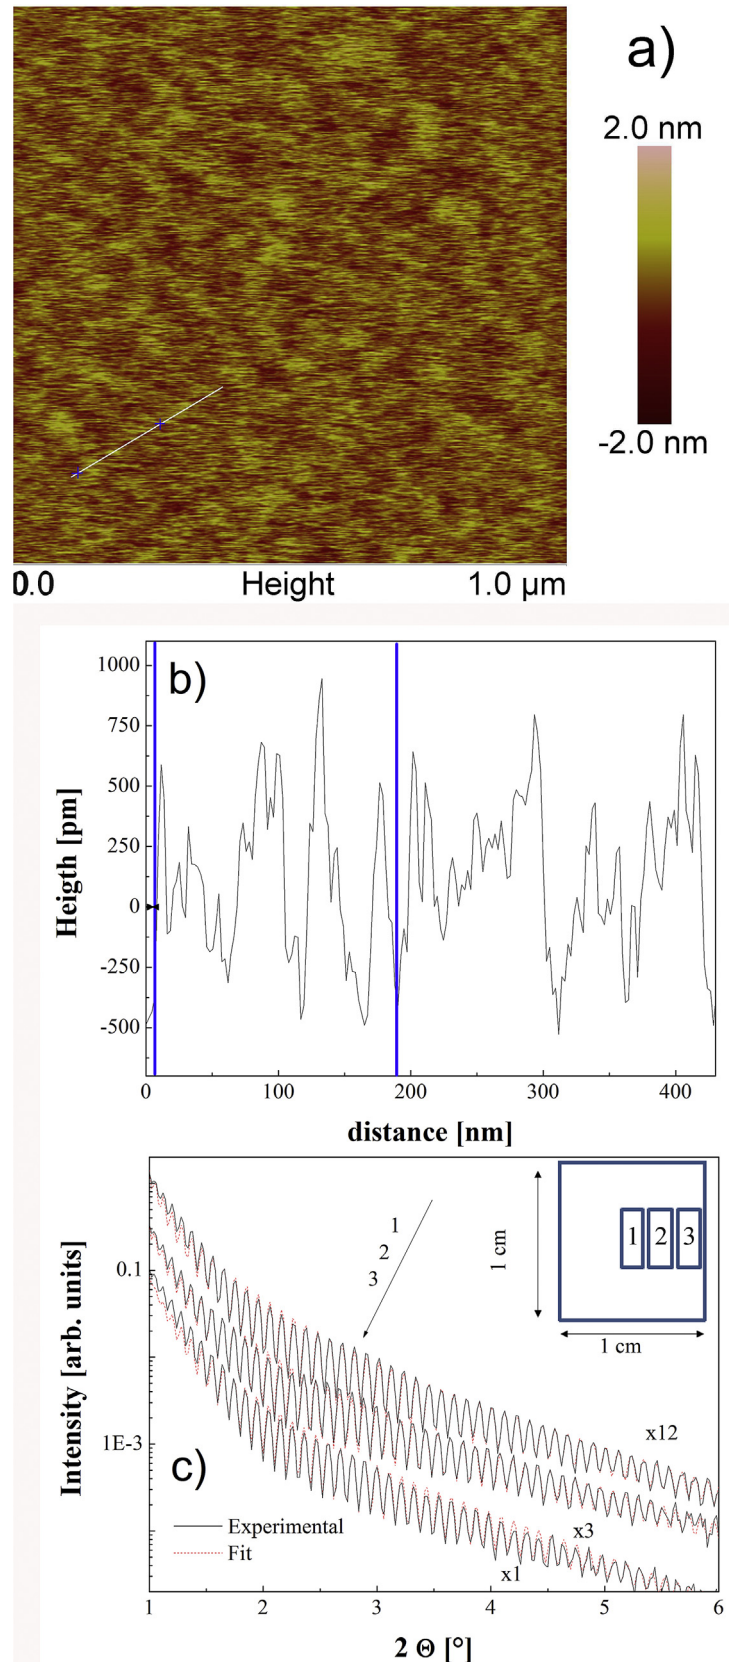 a)
2.0 nm
-2.0 nm
0.0 Height 1.0 µm
b)
1000
750
500
250
0
-250
-500
Heigth [pm]
0 100 200 300 400
distance [nm]
1
2
3
1 2 3
1 cm
1 cm
0.1
1E-3
Intensity [arb. units]
x12
x3
x1
c)
Experimental
Fit
1 2 3 4 5 6
2 Θ [°]